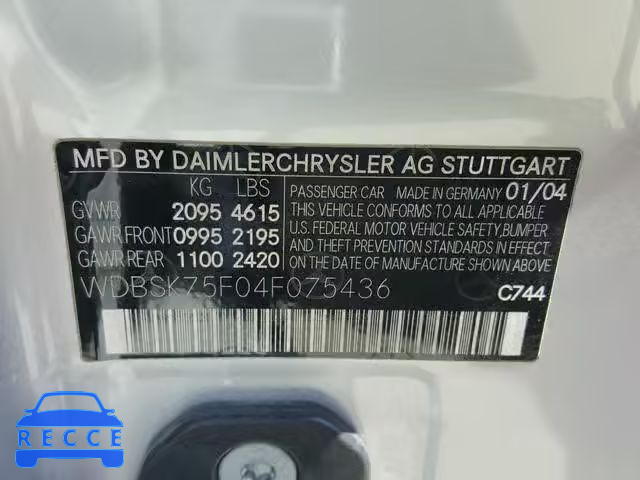 MFD BY DAIMLERCHRYSLER AG STUTTGART
KG LBS
GVWR 2095 4615
GAWR FRONT 0995 2195
GAWR REAR 1100 2420
PASSENGER CAR MADE IN GERMANY 01/04
THIS VEHICLE CONFORMS TO ALL APPLICABLE
U.S. FEDERAL MOTOR VEHICLE SAFETY, BUMPER
AND THEFT PREVENTION STANDARDS IN EFFECT
ON THE DATE OF MANUFACTURE SHOWN ABOVE.
WDBSK75F04F075436
C744
RECCE